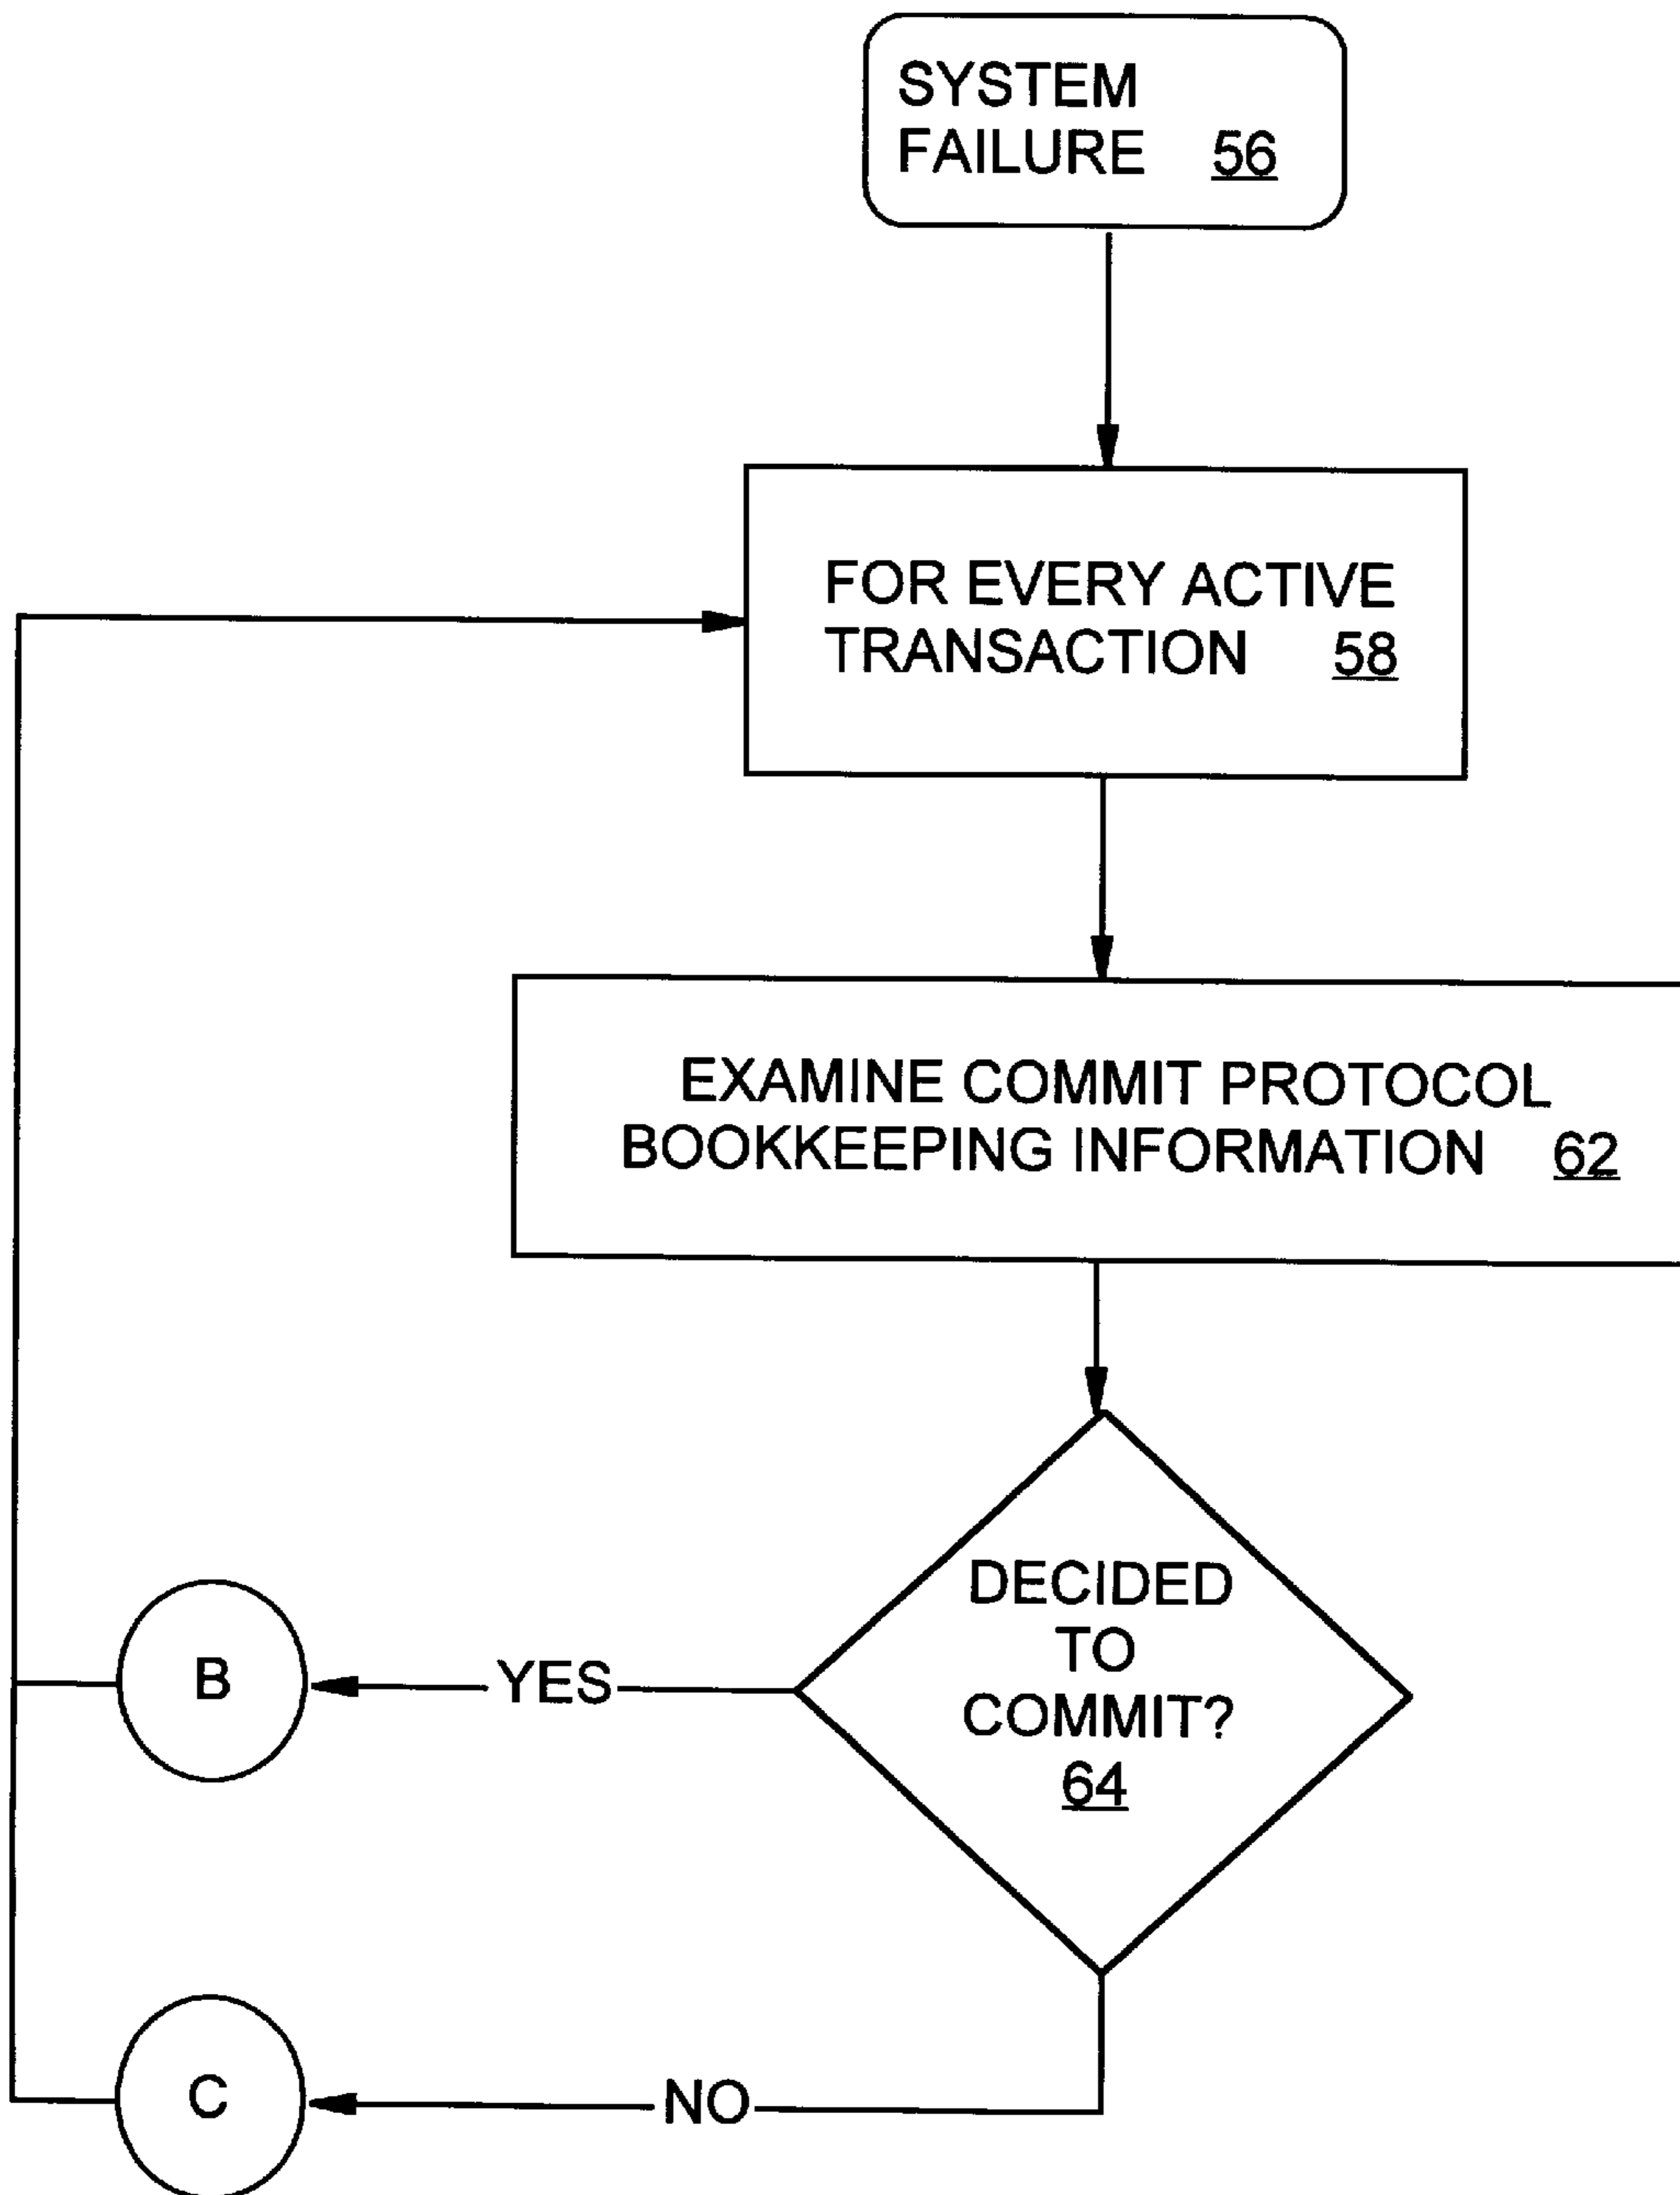 SYSTEM
FAILURE 56
FOR EVERY ACTIVE
TRANSACTION 58
EXAMINE COMMIT PROTOCOL
BOOKKEEPING INFORMATION 62
DECIDED
TO
COMMIT?
64
B
YES
C
NO